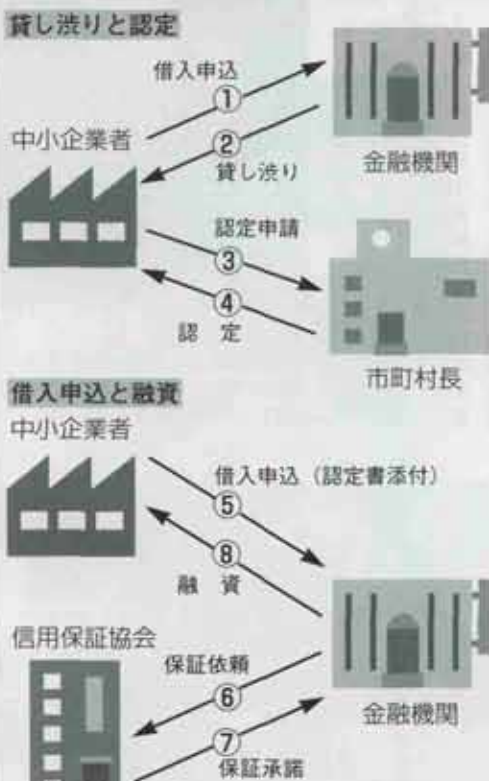 貸し渋りと認定
借入申込
①
中小企業者
②
貸し渋り
金融機関
認定申請
③
④
認定
市町村長
借入申込と融資
中小企業者
借入申込（認定書添付）
⑤
⑧
融資
信用保証協会
保証依頼
⑥
金融機関
⑦
保証承諾